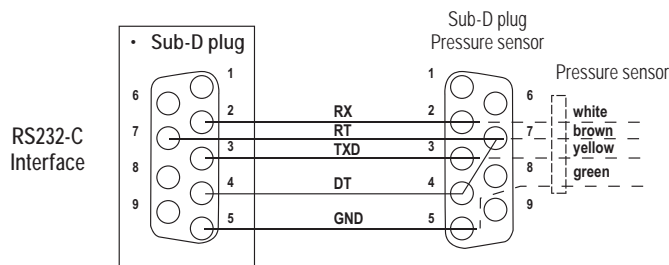 Sub-D plug
Pressure sensor
• Sub-D plug
Pressure sensor
RS232-C
Interface
1
6
2
7
3
8
4
9
5
RX
RT
TXD
DT
GND
1
6
2
7
3
8
4
9
5
white
brown
yellow
green